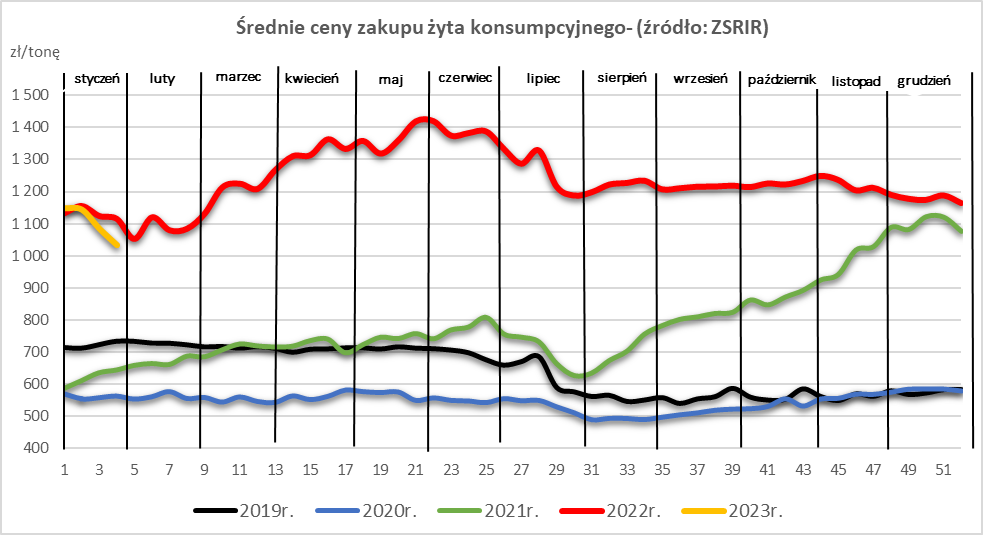 Średnie ceny zakupu żyta konsumpcyjnego- (źródło: ZSRIR)
zł/tonę
styczeń luty marzec kwiecień maj czerwiec lipiec sierpień wrzesień październik listopad grudzień
1 500
1 400
1 300
1 200
1 100
1 000
900
800
700
600
500
400
1 3 5 7 9 11 13 15 17 19 21 23 25 27 29 31 33 35 37 39 41 43 45 47 49 51
2019r. 2020r. 2021r. 2022r. 2023r.